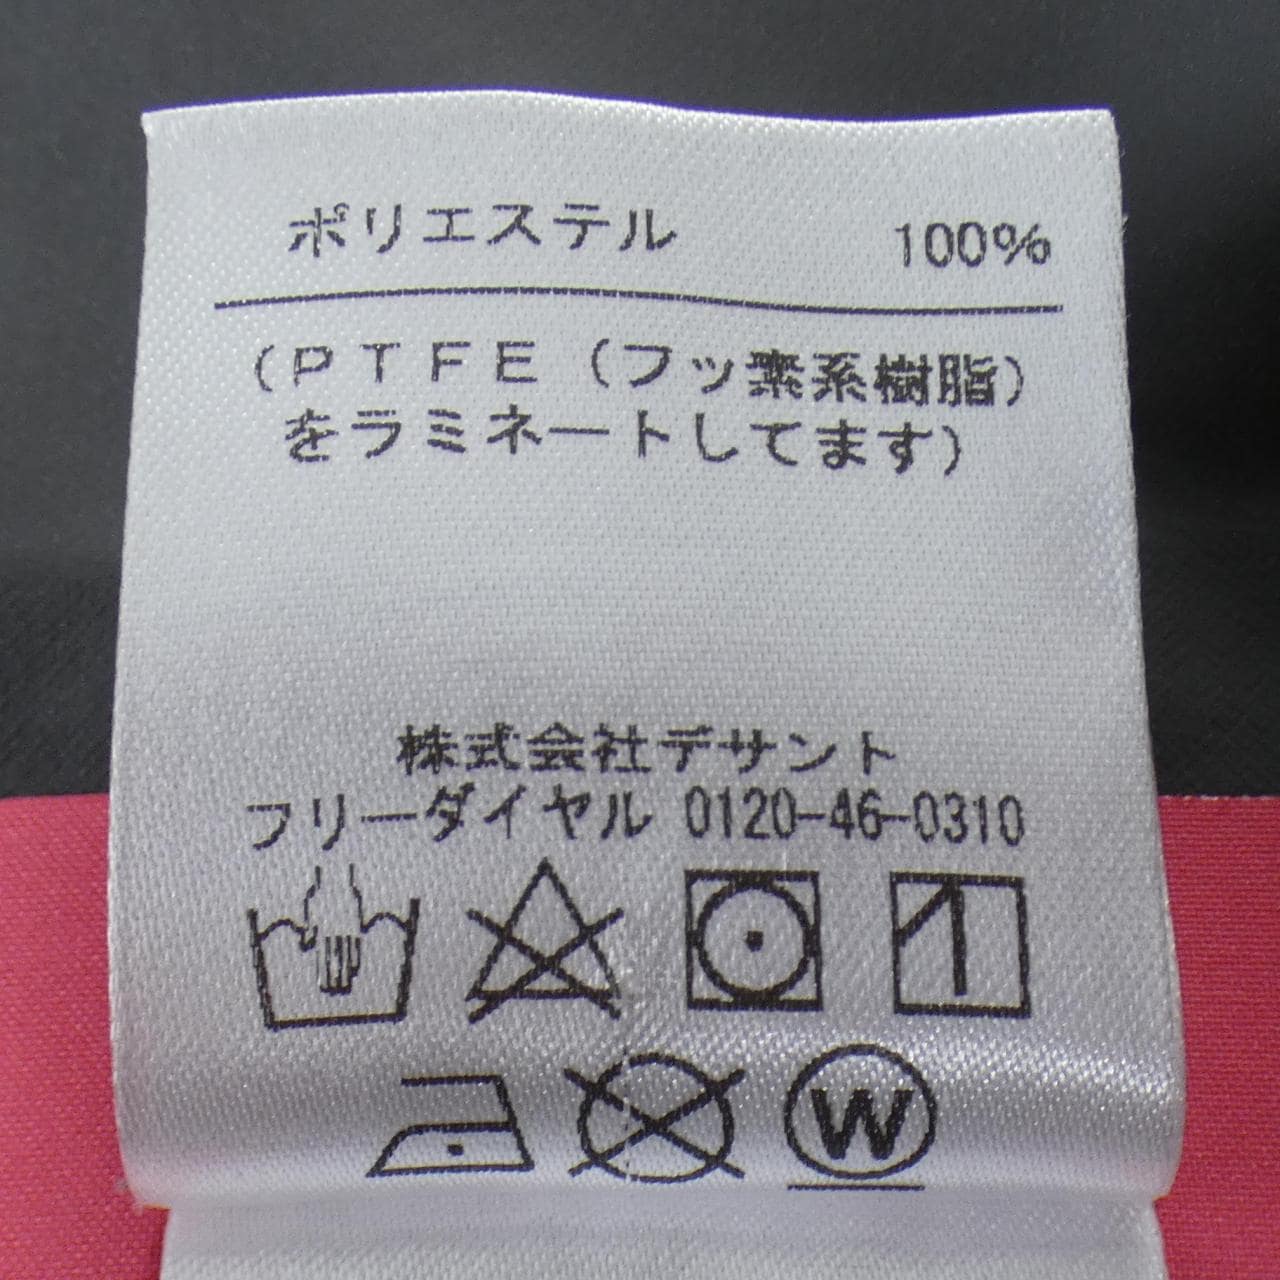 ポリエステル 100%
(PTFE(フッ素系樹脂)
をラミネートしてます)
株式会社デサント
フリーダイヤル 0120-46-0310
W